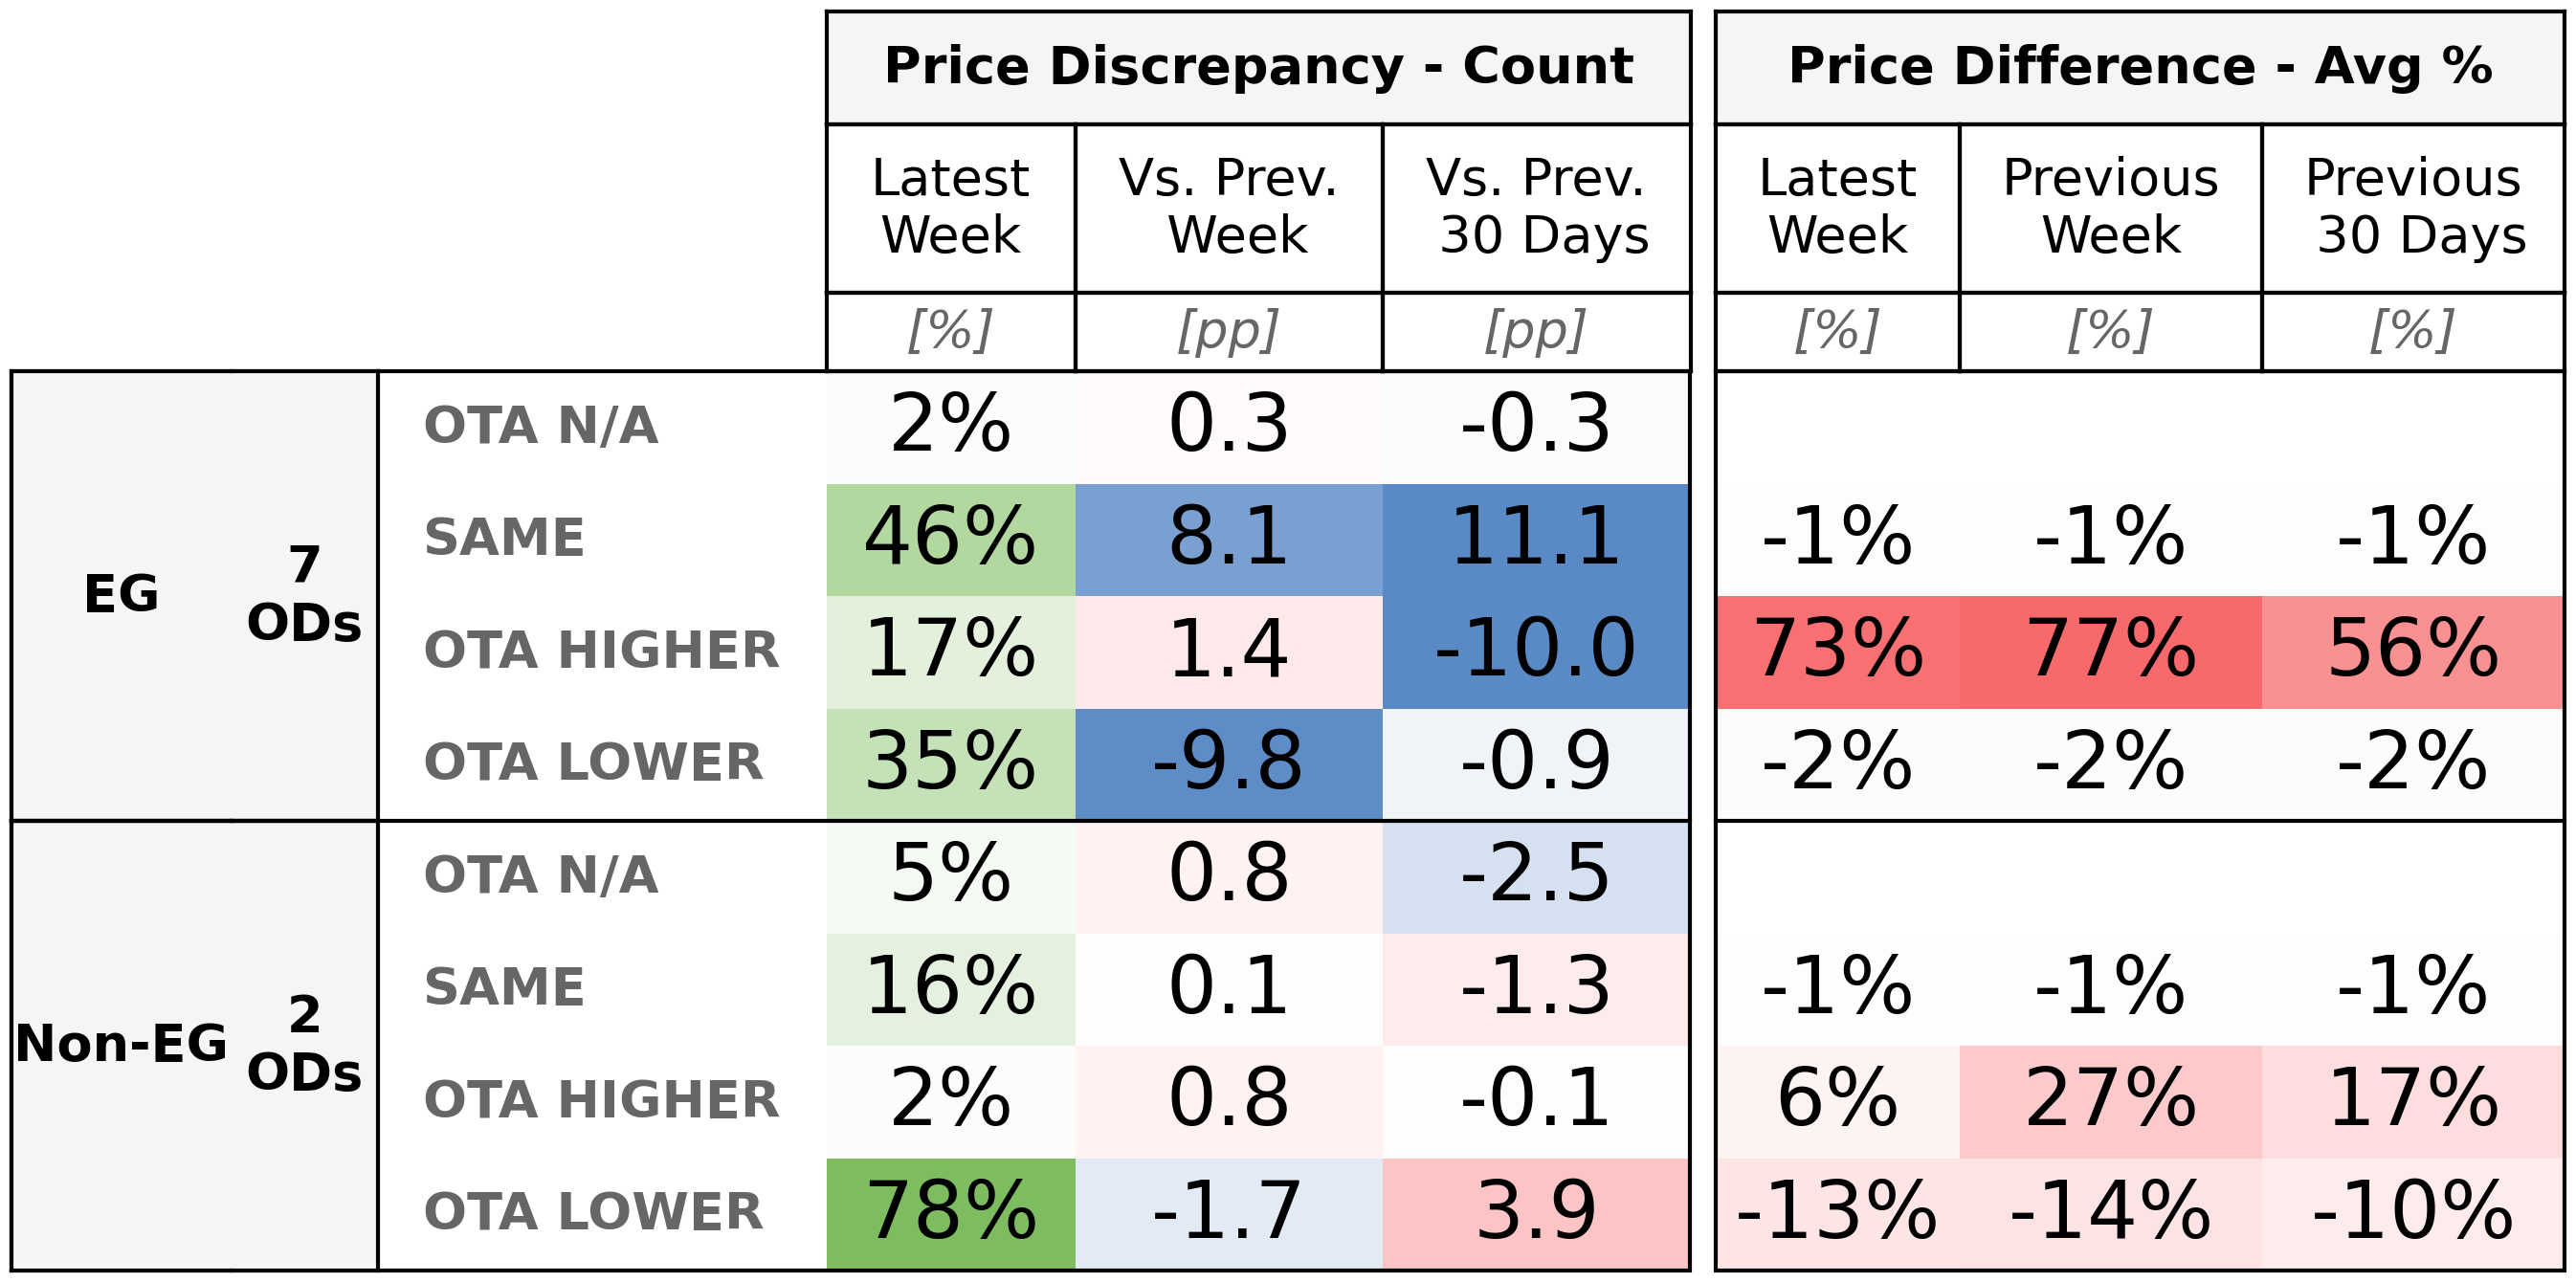 Price Discrepancy - Count Price Difference - Avg %
Latest Week Vs. Prev. Week Vs. Prev. 30 Days Latest Week Previous Week Previous 30 Days
[%] [pp] [pp] [%] [%] [%]
EG 7 ODs
OTA N/A 2% 0.3 -0.3
SAME 46% 8.1 11.1 -1% -1% -1%
OTA HIGHER 17% 1.4 -10.0 73% 77% 56%
OTA LOWER 35% -9.8 -0.9 -2% -2% -2%
Non-EG 2 ODs
OTA N/A 5% 0.8 -2.5
SAME 16% 0.1 -1.3 -1% -1% -1%
OTA HIGHER 2% 0.8 -0.1 6% 27% 17%
OTA LOWER 78% -1.7 3.9 -13% -14% -10%